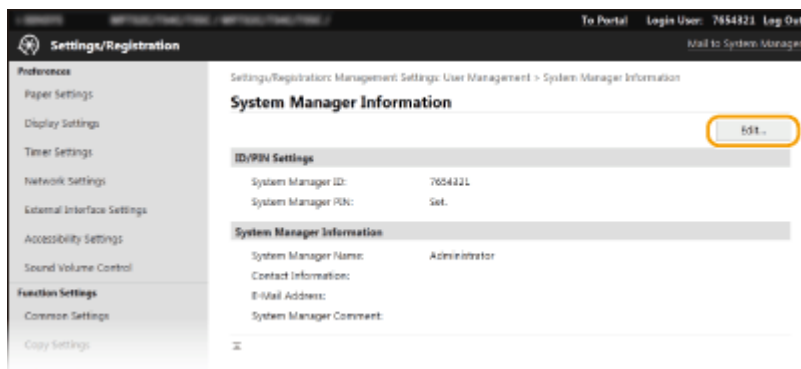 To Portal Login User: 7654321 Log Out
Settings/Registration
Mail to System Manager
Preferences
Paper Settings
Display Settings
Timer Settings
Network Settings
External Interface Settings
Accessibility Settings
Sound Volume Control
Function Settings
Common Settings
Copy Settings
Settings/Registration: Management Settings: User Management > System Manager Information
System Manager Information
Edit...
ID/PIN Settings
System Manager ID: 7654321
System Manager PIN: Set.
System Manager Information
System Manager Name: Administrator
Contact Information:
E-Mail Address:
System Manager Comment: